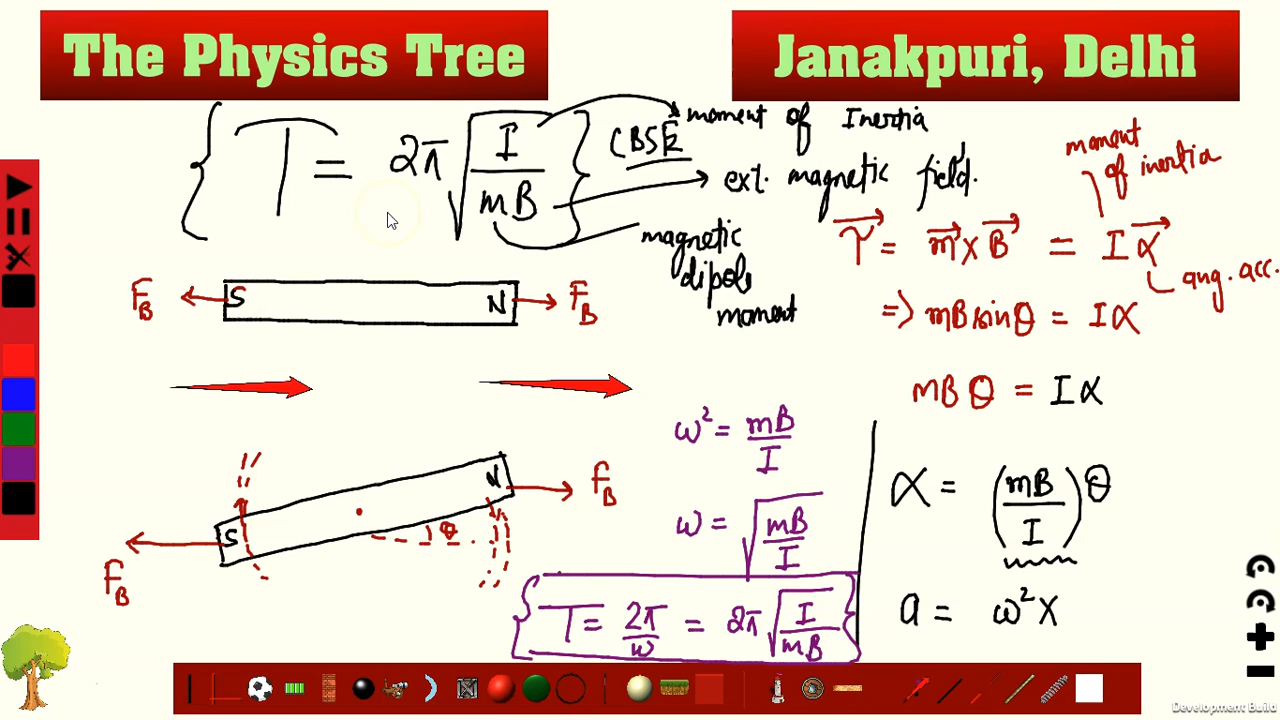 The Physics Tree
Janakpuri, Delhi
T = 2π √(I/mB)
CBSE
moment of Inertia
ext. magnetic field.
magnetic
dipole
moment
moment
of inertia
τ⃗ = m⃗ × B⃗ = I α⃗
ang. acc.
=> mB sinθ = Iα
mBθ = Iα
F_B S N F_B
F_B S N F_B
θ
ω² = mB/I
ω = √(mB/I)
T = 2π/ω = 2π √(I/mB)
α = (mB/I) θ
a = ω²x
Development Build